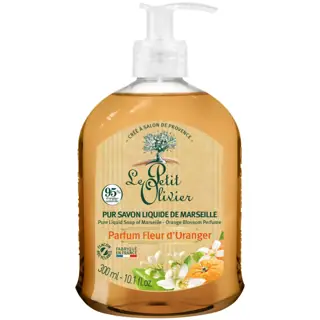 CRÉÉ À SALON DE PROVENCE
Le Petit
Olivier
95%
PUR SAVON LIQUIDE DE MARSEILLE
Pure Liquid Soap of Marseille - Orange Blossom Perfume
Parfum Fleur d'Oranger
FABRIQUÉ
EN FRANCE
300 ml - 10.1 fl.oz.